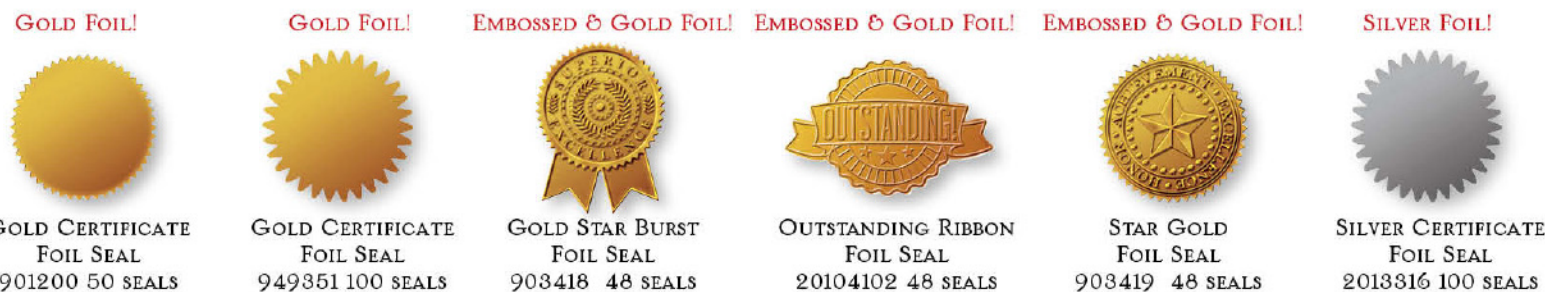 Gold Foil!
Gold Foil!
Embossed & Gold Foil!
Embossed & Gold Foil!
Embossed & Gold Foil!
Silver Foil!
SUPERIOR
EXCELLENCE
OUTSTANDING!
HONOR • ACHIEVEMENT • EXCELLENCE
Gold Certificate
Foil Seal
901200 50 seals
Gold Certificate
Foil Seal
949351 100 seals
Gold Star Burst
Foil Seal
903418 48 seals
Outstanding Ribbon
Foil Seal
20104102 48 seals
Star Gold
Foil Seal
903419 48 seals
Silver Certificate
Foil Seal
2013316 100 seals